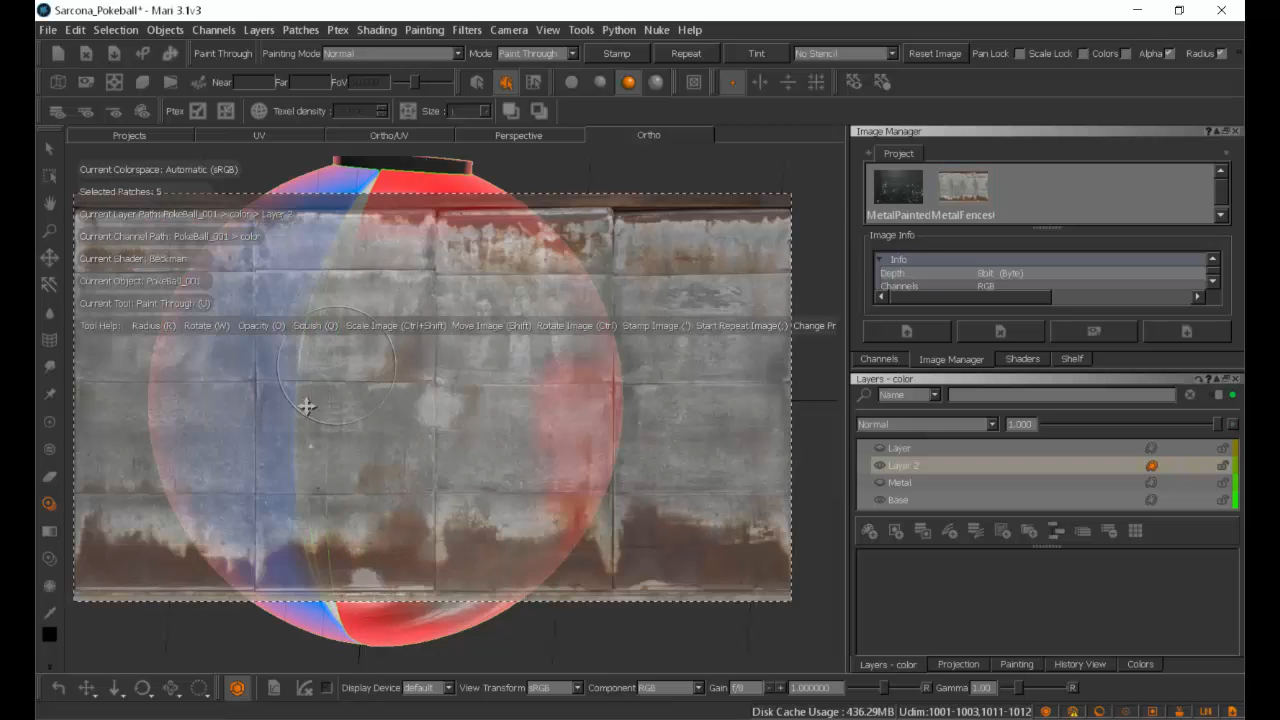 Sarcona_Pokeball* - Mari 3.1v3
File Edit Selection Objects Channels Layers Patches Ptex Shading Painting Filters Camera View Tools Python Nuke Help
Paint Through Painting Mode Normal Mode Paint Through Stamp Repeat Tint No Stencil Reset Image Pan Lock Scale Lock Colors Alpha Radius
Near Far FoV
Ptex Texel density Size :
Projects UV Ortho/UV Perspective Ortho
Current Colorspace: Automatic (sRGB)
Selected Patches: 5
Current Layer Path: PokeBall_001 > color > Layer 2
Current Channel Path: PokeBall_001 > color
Current Shader: Beckman
Current Object: PokeBall_001
Current Tool: Paint Through (U)
Tool Help: Radius (R) Rotate (W) Opacity (O) Squish (Q) Scale Image (Ctrl+Shift) Move Image (Shift) Rotate Image (Ctrl) Stamp Image (') Start Repeat Image(;) Change Pr
Image Manager
Project
MetalPainted MetalFences(
Image Info
Info
Depth 8bit (Byte)
Channels RGB
Channels Image Manager Shaders Shelf
Layers - color
Name
Normal 1.000
Layer
Layer 2
Metal
Base
Layers - color Projection Painting History View Colors
Display Device default View Transform sRGB Component RGB Gain f/8 1.000000 R Gamma 1.00 R
Disk Cache Usage : 436.29MB Udim:1001-1003,1011-1012